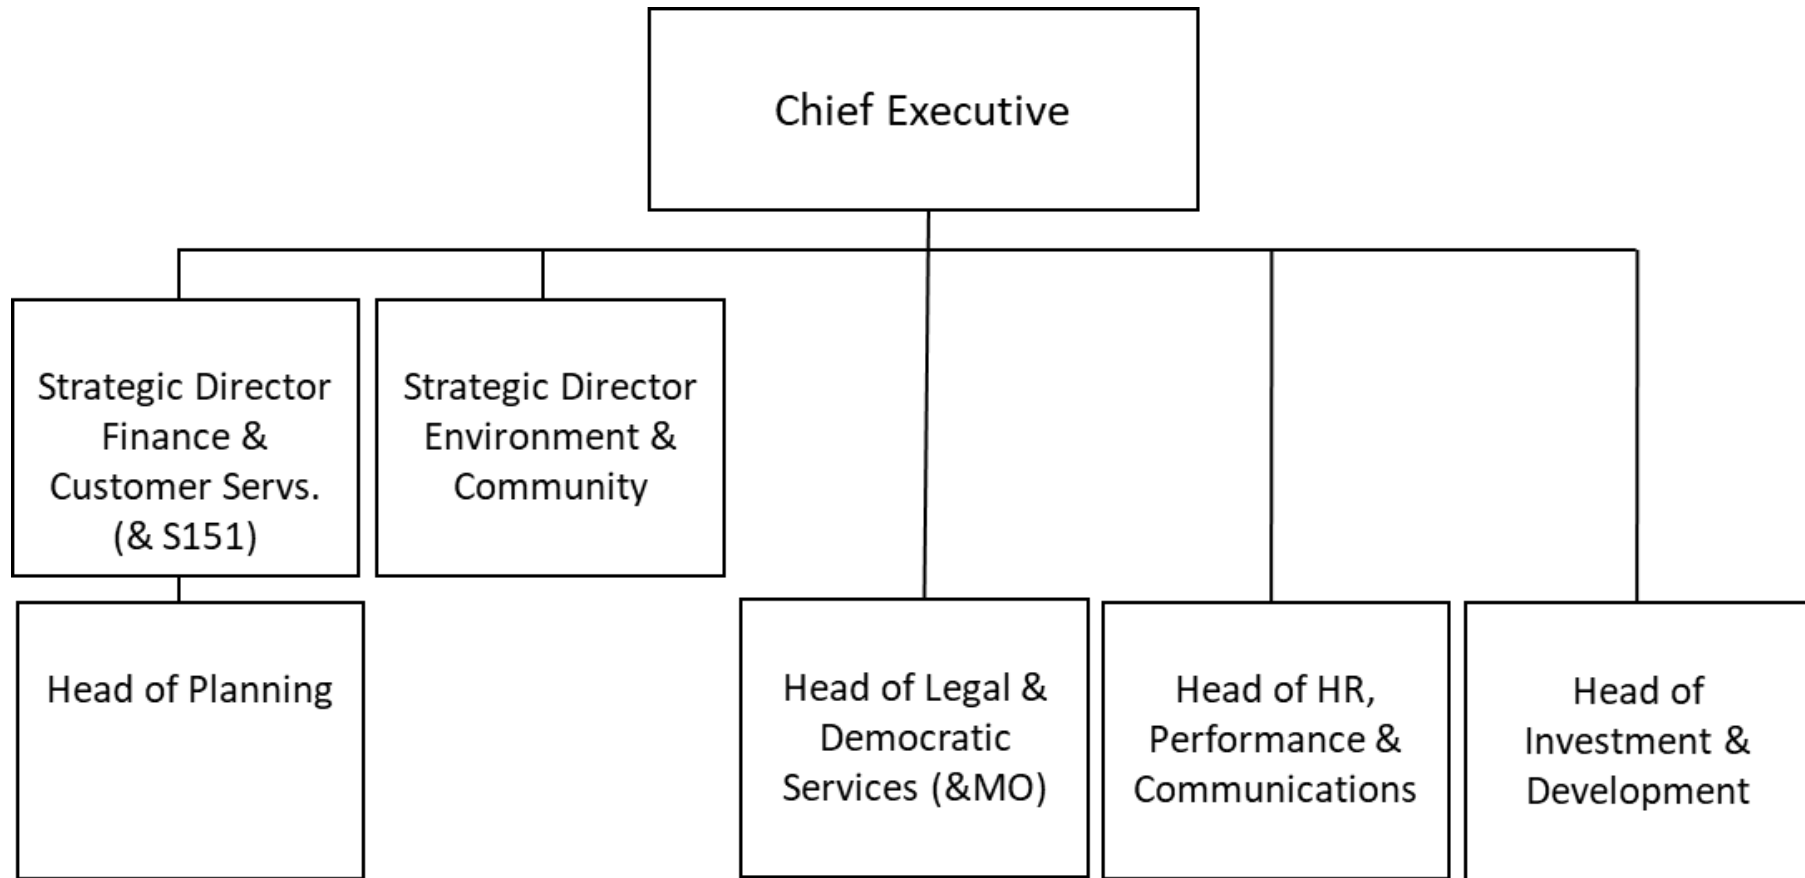 Chief Executive
Strategic Director
Finance &
Customer Servs.
(& S151)
Strategic Director
Environment &
Community
Head of Planning
Head of Legal &
Democratic
Services (&MO)
Head of HR,
Performance &
Communications
Head of
Investment &
Development